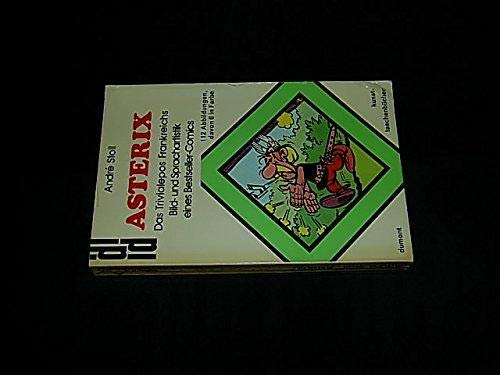 André Stoll
ASTERIX
Das Trivialepos Frankreichs
Bild- und Sprachartistik
eines Bestseller-Comics
112 Abbildungen,
davon 8 in Farbe
kunst-
taschenbücher
dumont